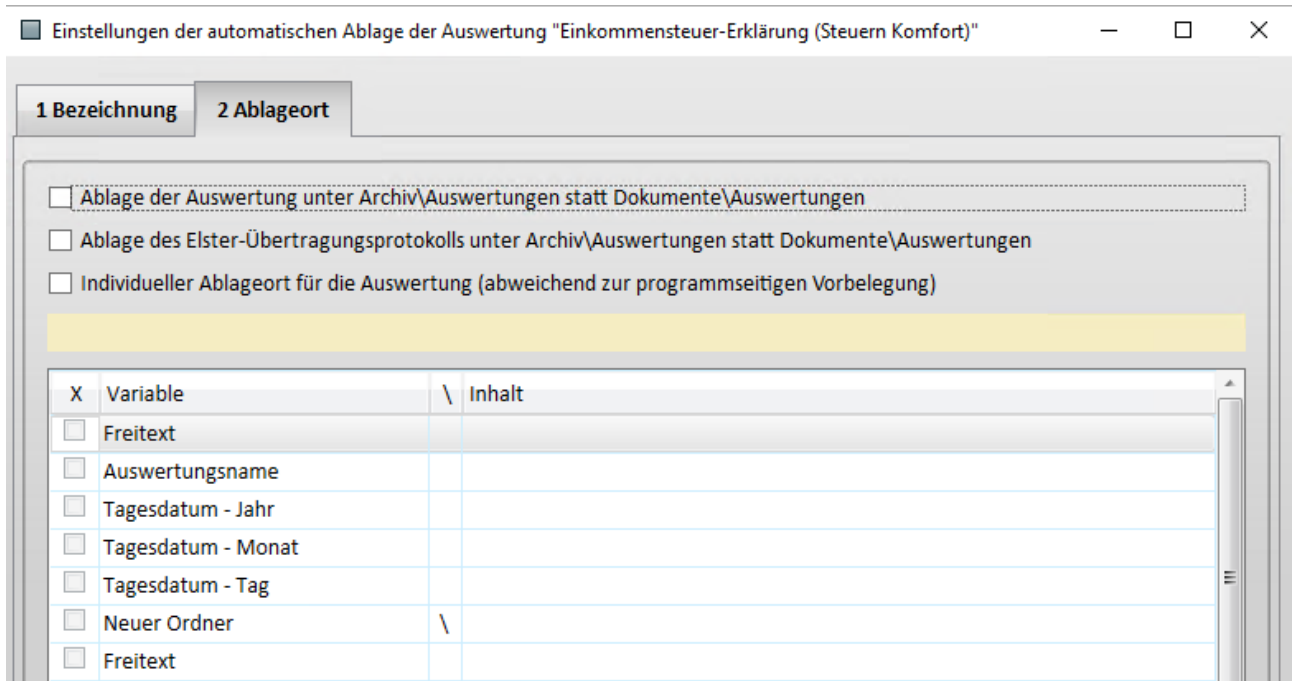 Einstellungen der automatischen Ablage der Auswertung "Einkommensteuer-Erklärung (Steuern Komfort)"
1 Bezeichnung 2 Ablageort
Ablage der Auswertung unter Archiv\Auswertungen statt Dokumente\Auswertungen
Ablage des Elster-Übertragungsprotokolls unter Archiv\Auswertungen statt Dokumente\Auswertungen
Individueller Ablageort für die Auswertung (abweichend zur programmseitigen Vorbelegung)
X Variable \ Inhalt
Freitext
Auswertungsname
Tagesdatum - Jahr
Tagesdatum - Monat
Tagesdatum - Tag
Neuer Ordner \
Freitext